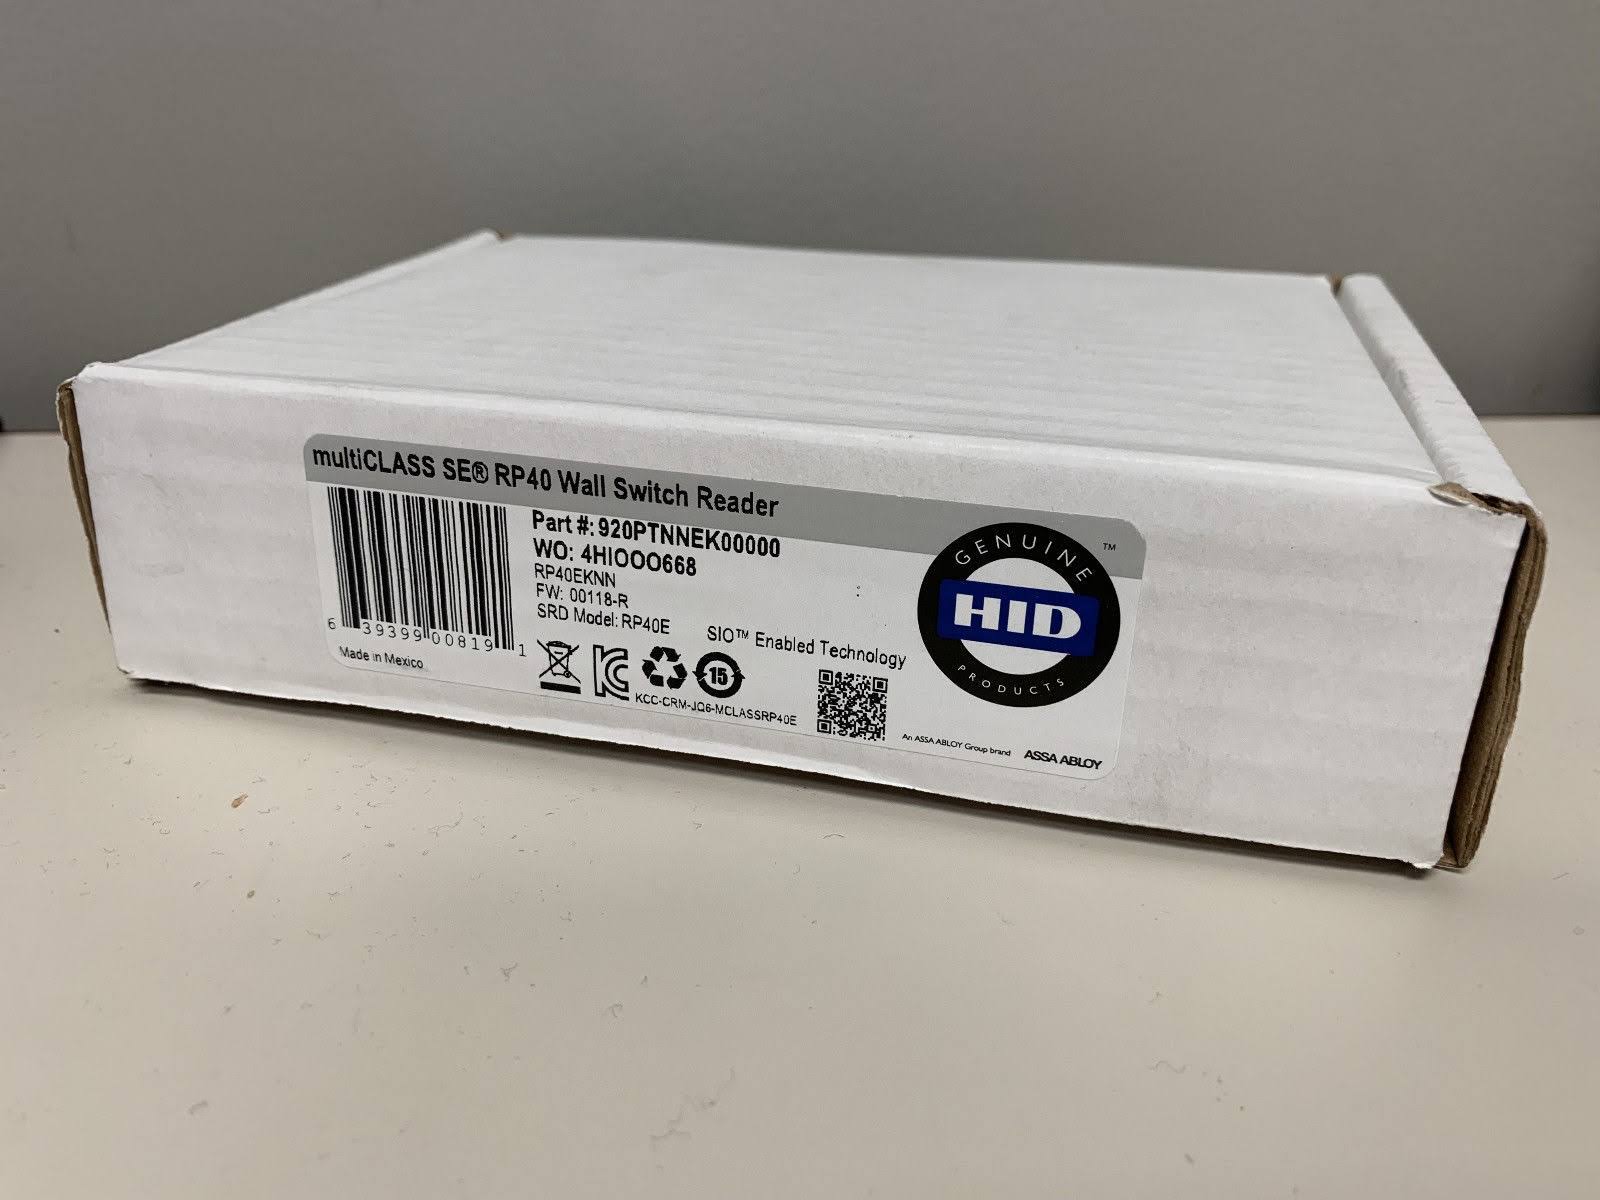 multiCLASS SE® RP40 Wall Switch Reader
Part #: 920PTNNEK00000
WO: 4HIOOO668
RP40EKNN
FW: 00118-R
SRD Model: RP40E
SIO™ Enabled Technology
6 39399 00819 1
Made in Mexico
15
KCC-CRM-JQ6-MCLASSRP40E
GENUINE
™
HID
PRODUCTS
An ASSA ABLOY Group brand
ASSA ABLOY